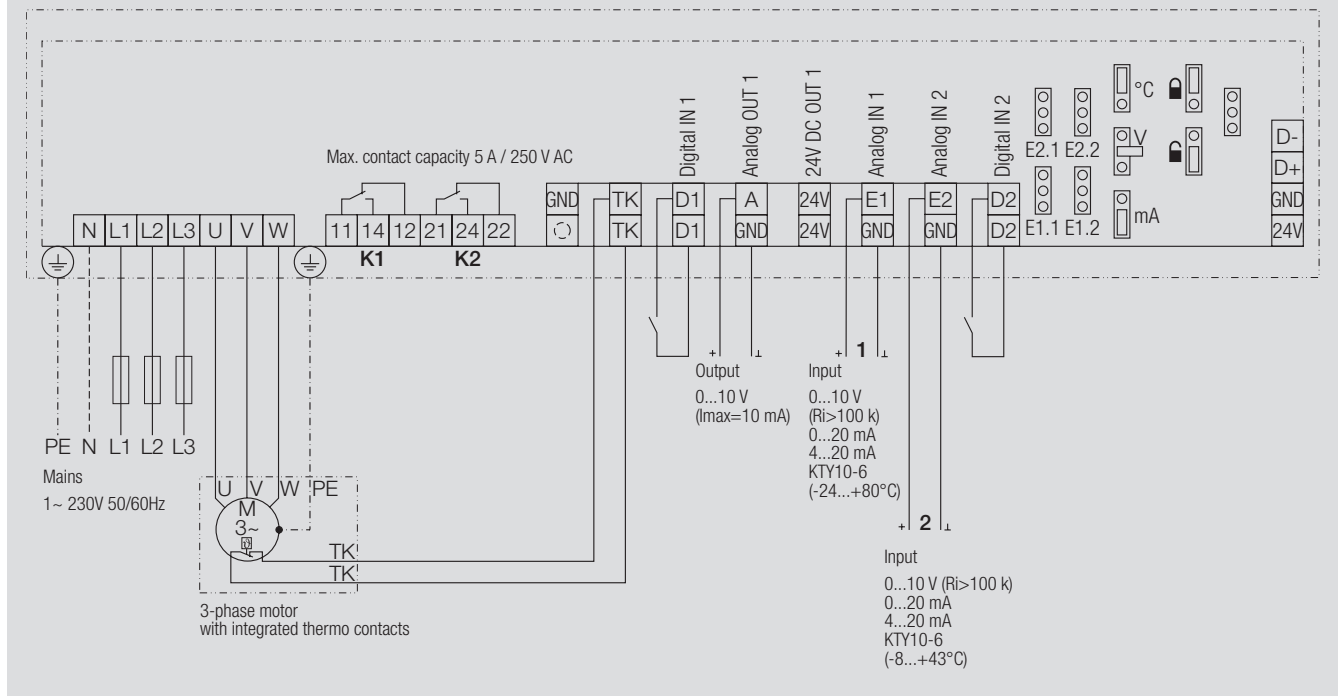 Digital IN 1
Analog OUT 1
24V DC OUT 1
Analog IN 1
Analog IN 2
Digital IN 2
°C
V
mA
E2.1 E2.2
E1.1 E1.2
D-
D+
GND
24V
Max. contact capacity 5 A / 250 V AC
GND TK D1 A 24V E1 E2 D2
TK D1 GND 24V GND GND D2
N L1 L2 L3 U V W
11 14 12 21 24 22
K1 K2
PE N L1 L2 L3
Mains
1~ 230V 50/60Hz
U V W PE
M
3~
TK
TK
3-phase motor
with integrated thermo contacts
+ ⊥
Output
0...10 V
(Imax=10 mA)
+ 1 ⊥
Input
0...10 V
(Ri>100 k)
0...20 mA
4...20 mA
KTY10-6
(-24...+80°C)
+ 2 ⊥
Input
0...10 V (Ri>100 k)
0...20 mA
4...20 mA
KTY10-6
(-8...+43°C)